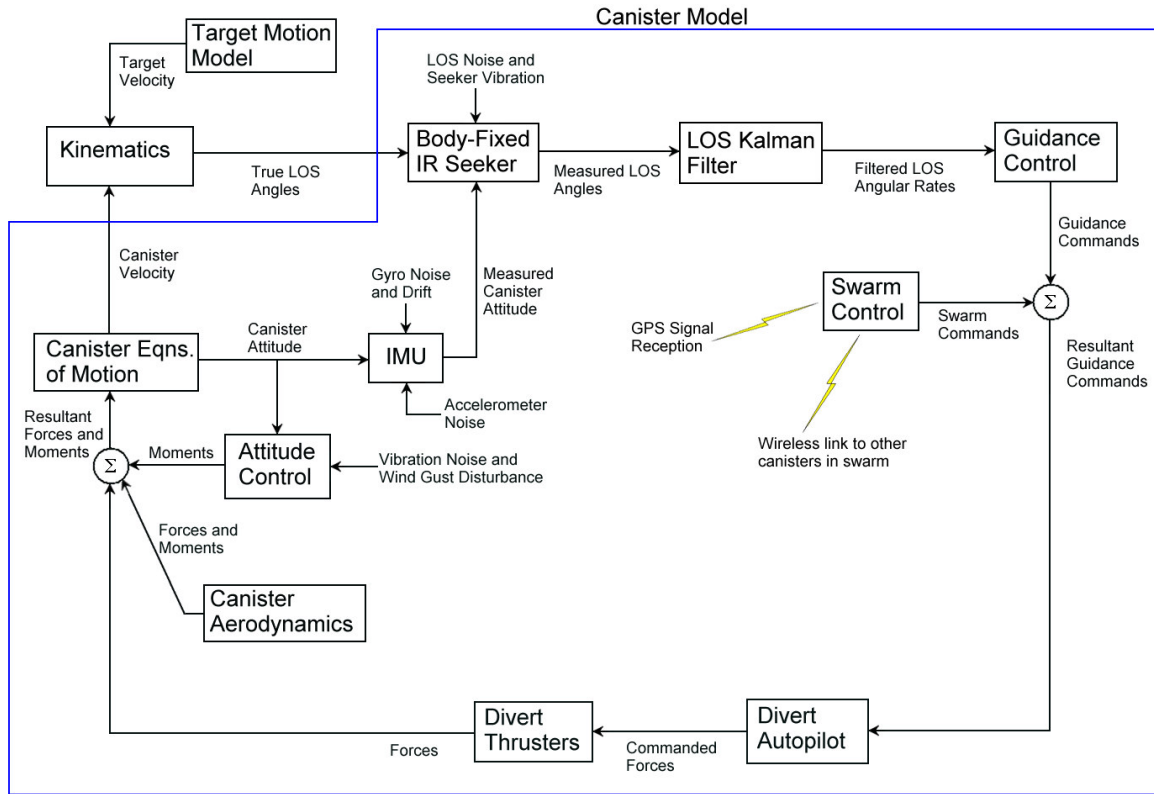 Canister Model
Target Motion
Model
Target
Velocity
LOS Noise and
Seeker Vibration
Kinematics
True LOS
Angles
Body-Fixed
IR Seeker
Measured LOS
Angles
LOS Kalman
Filter
Filtered LOS
Angular Rates
Guidance
Control
Guidance
Commands
Canister
Velocity
Gyro Noise
and Drift
Measured
Canister
Attitude
Swarm
Control
Swarm
Commands
Σ
GPS Signal
Reception
Resultant
Guidance
Commands
Canister Eqns.
of Motion
Canister
Attitude
IMU
Accelerometer
Noise
Resultant
Forces and
Moments
Σ
Moments
Attitude
Control
Vibration Noise and
Wind Gust Disturbance
Wireless link to other
canisters in swarm
Forces and
Moments
Canister
Aerodynamics
Forces
Divert
Thrusters
Commanded
Forces
Divert
Autopilot